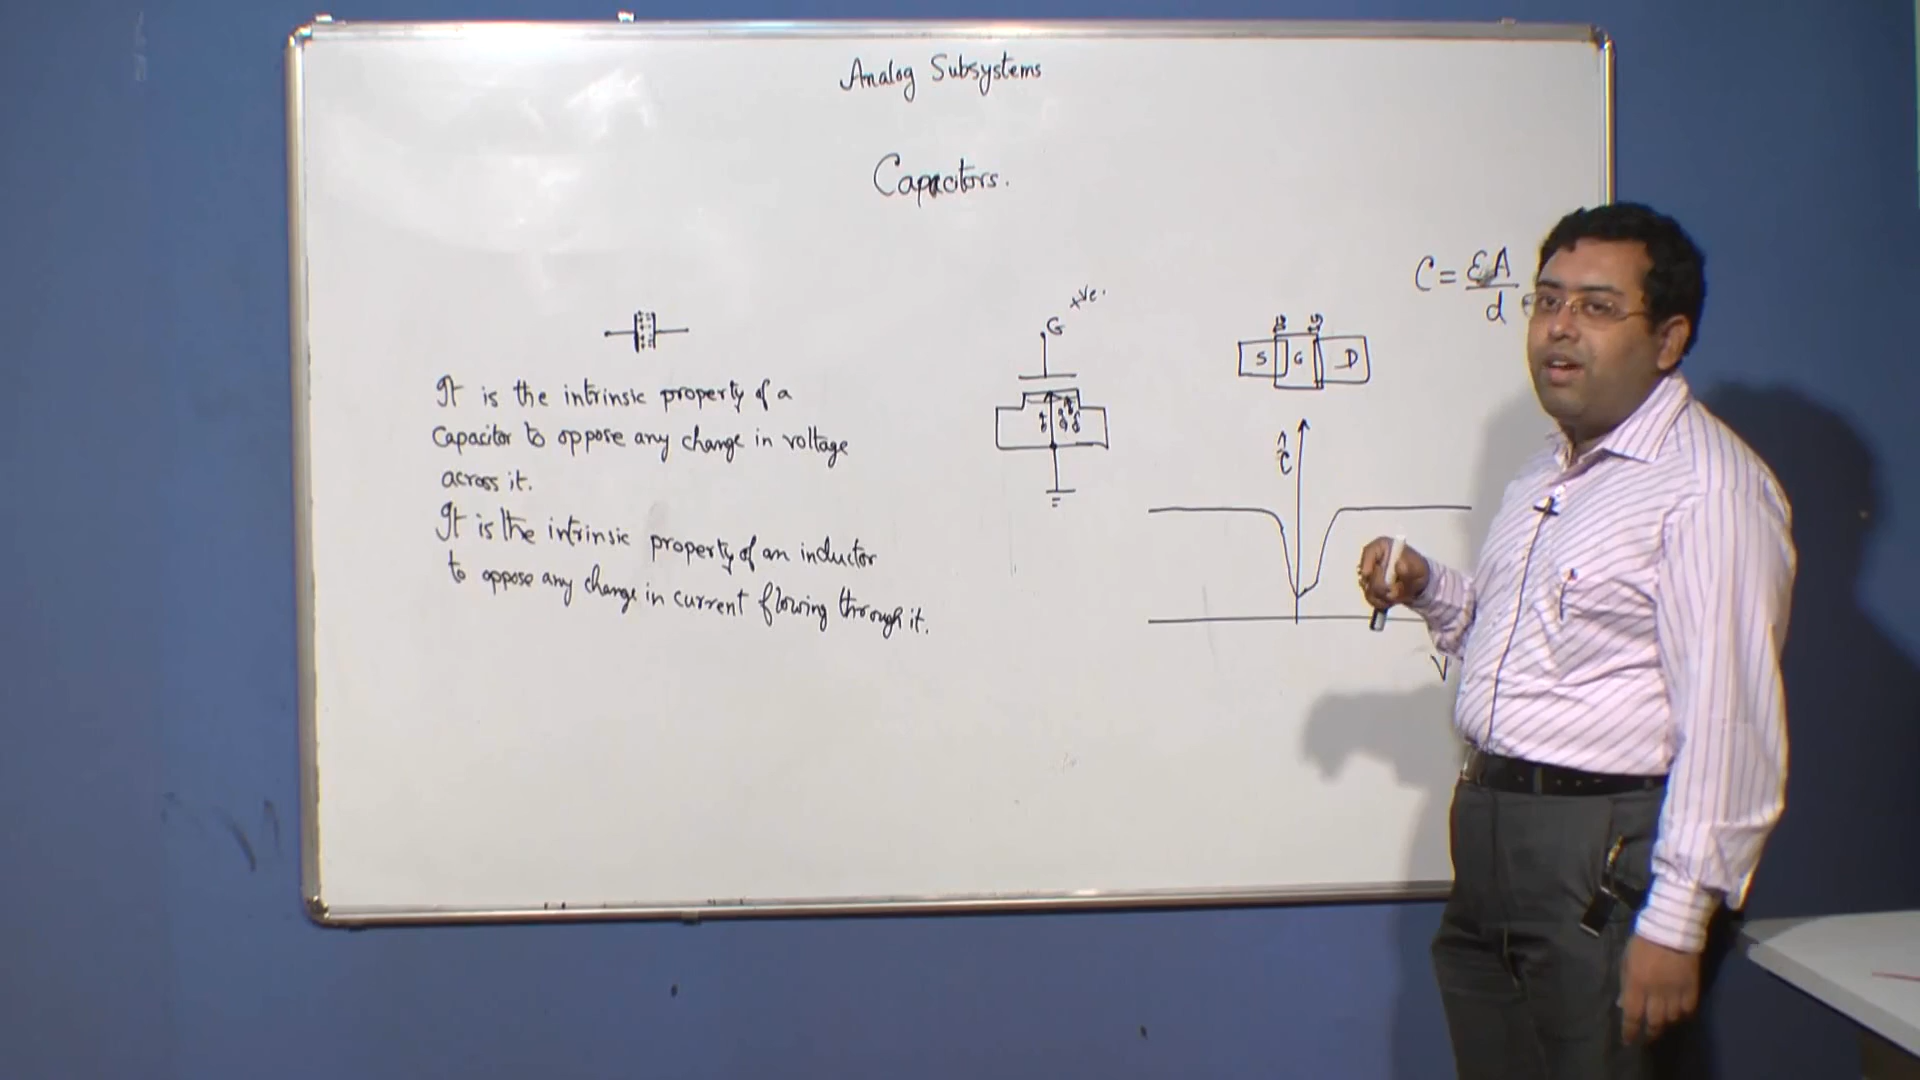 Analog Subsystems
Capacitors.
It is the intrinsic property of a
Capacitor to oppose any change in voltage
across it.
It is the intrinsic property of an inductor
to oppose any change in current flowing through it.
+ve.
G
S G D
C = εA
d
C
V